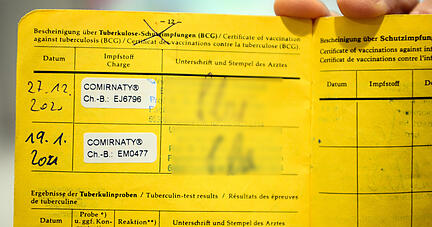 - 12 -
Bescheinigung über Tuberkulose-Schutzimpfungen (BCG) / Certificate of vaccination
against tuberculosis (BCG) / Certificat des vaccinations contre la tuberculose (BCG).
Datum Impfstoff Charge Unterschrift und Stempel des Arztes
27.12. 2020 COMIRNATY® Ch.-B.: EJ6796
19.1. 2021 COMIRNATY® Ch.-B.: EM0477
Ergebnisse der Tuberkulinproben / Tuberculin-test results / Résultats des épreuves
de tuberculine
Datum Probe *) u. ggf. Kon- Reaktion**) Unterschrift und Stempel des Arztes
Bescheinigung über Schutzimpfun
Certificate of vaccinations against
Certificat de vaccinations contre
Datum Impfstoff